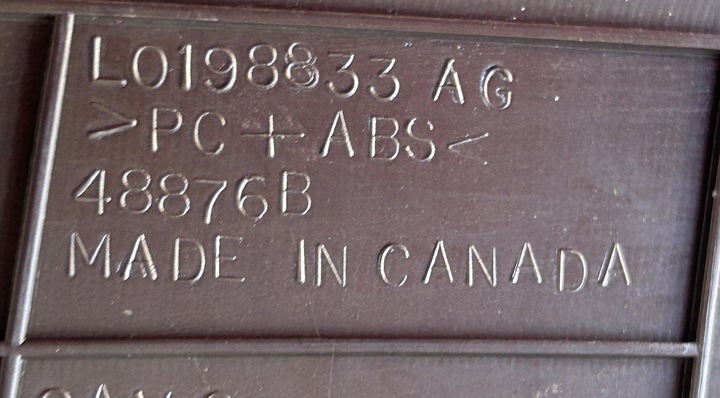 L0198833 AG
>PC+ABS<
48876B
MADE IN CANADA